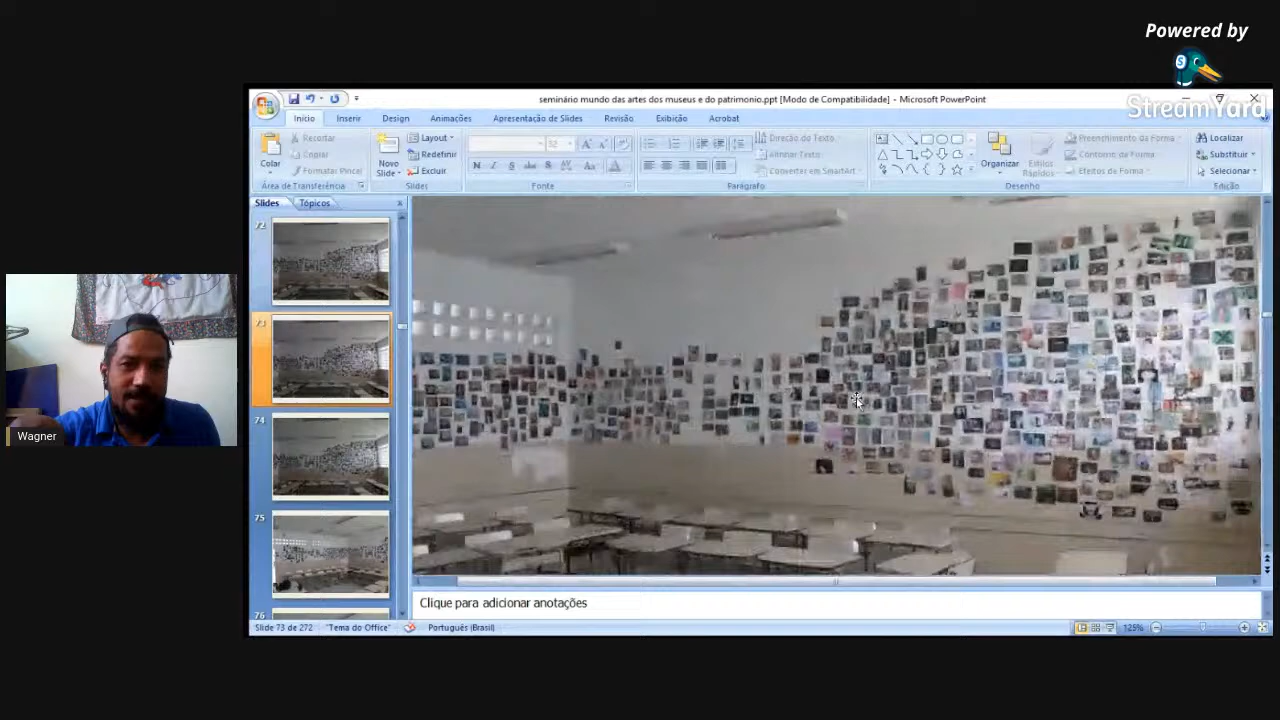 Powered by
StreamYard
seminário mundo das artes dos museus e do patrimonio.ppt [Modo de Compatibilidade] - Microsoft PowerPoint
Início Inserir Design Animações Apresentação de Slides Revisão Exibição Acrobat
Colar
Recortar
Copiar
Formatar Pincel
Área de Transferência
Novo Slide
Layout
Redefinir
Excluir
Slides
32
N I S abc S AV Aa A
Fonte
Direção do Texto
Alinhar Texto
Converter em SmartArt
Parágrafo
Organizar
Estilos Rápidos
Preenchimento da Forma
Contorno da Forma
Efeitos de Forma
Desenho
Localizar
Substituir
Selecionar
Edição
Slides Tópicos
72
73
74
75
76
Wagner
Clique para adicionar anotações
Slide 73 de 272 "Tema do Office" Português (Brasil) 125%